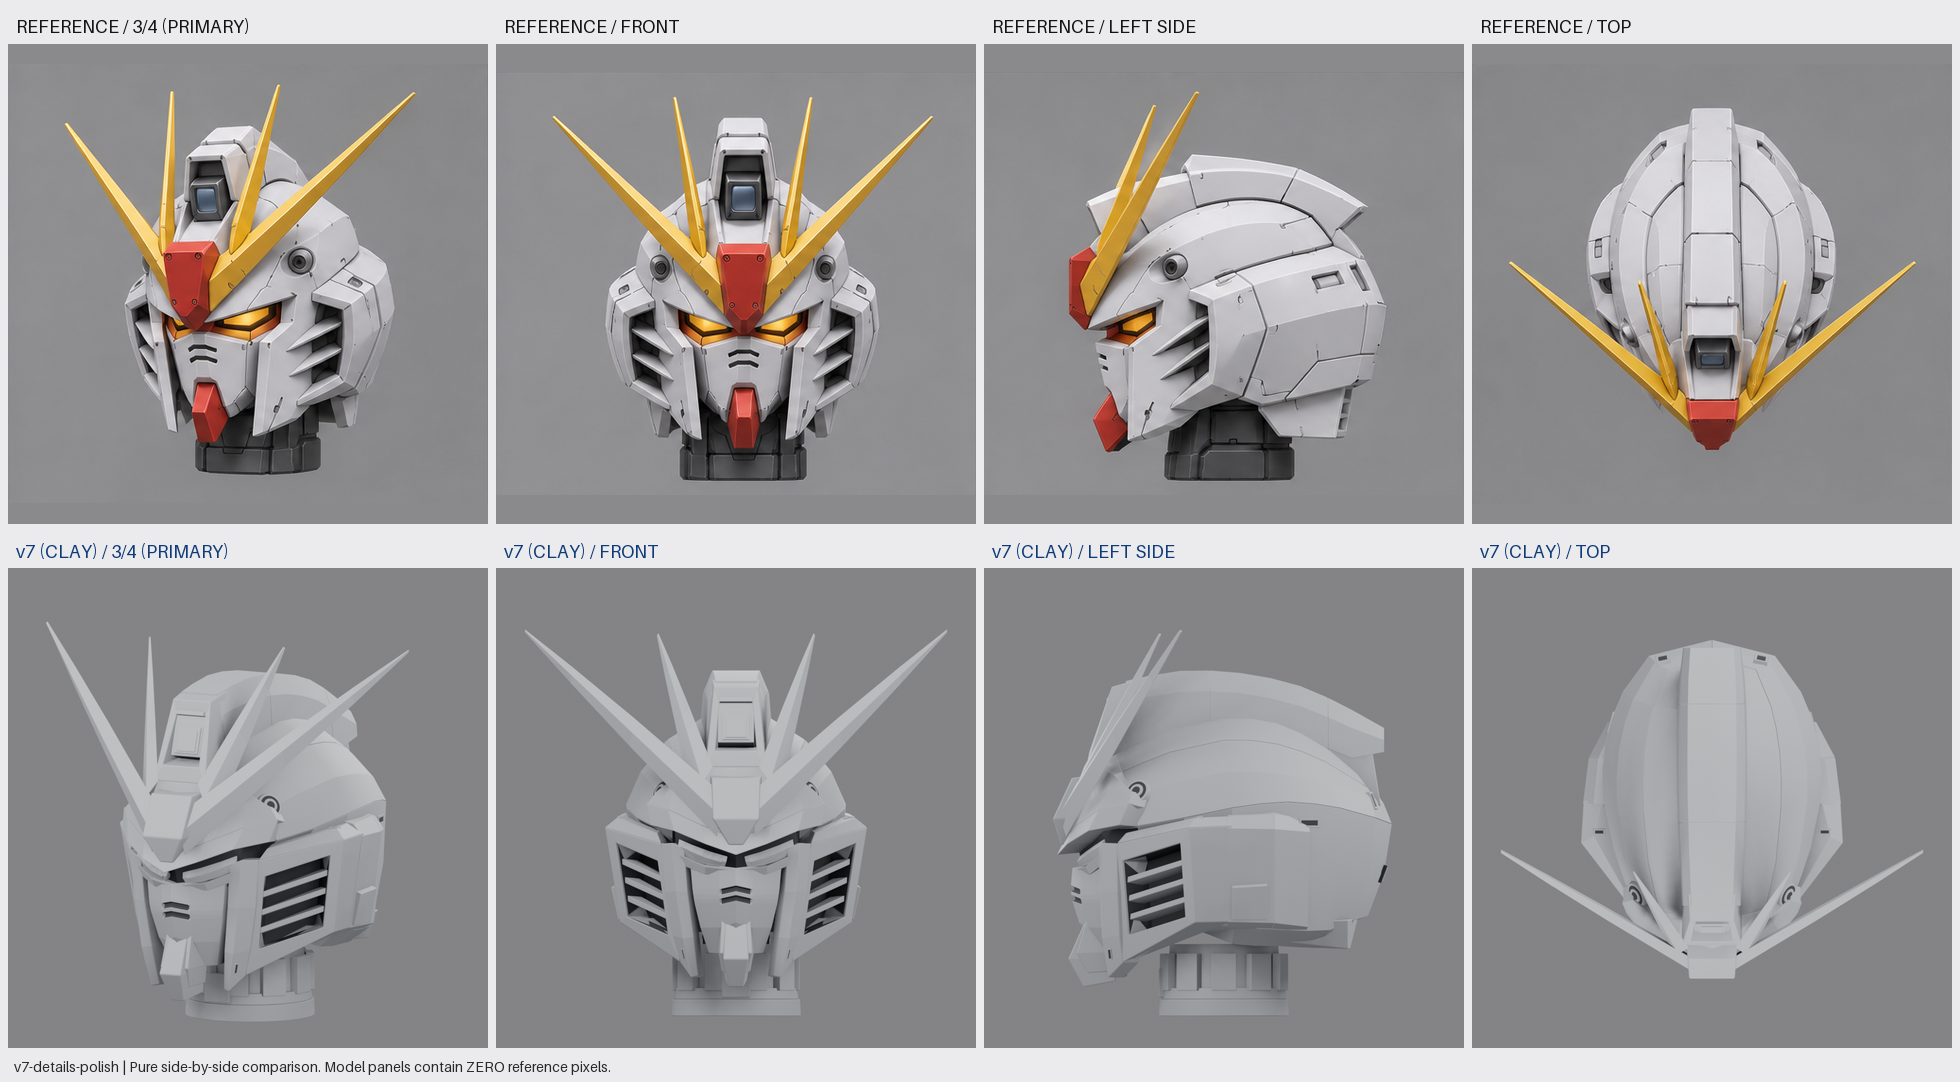 REFERENCE / 3/4 (PRIMARY)
REFERENCE / FRONT
REFERENCE / LEFT SIDE
REFERENCE / TOP
v7 (CLAY) / 3/4 (PRIMARY)
v7 (CLAY) / FRONT
v7 (CLAY) / LEFT SIDE
v7 (CLAY) / TOP
v7-details-polish | Pure side-by-side comparison. Model panels contain ZERO reference pixels.